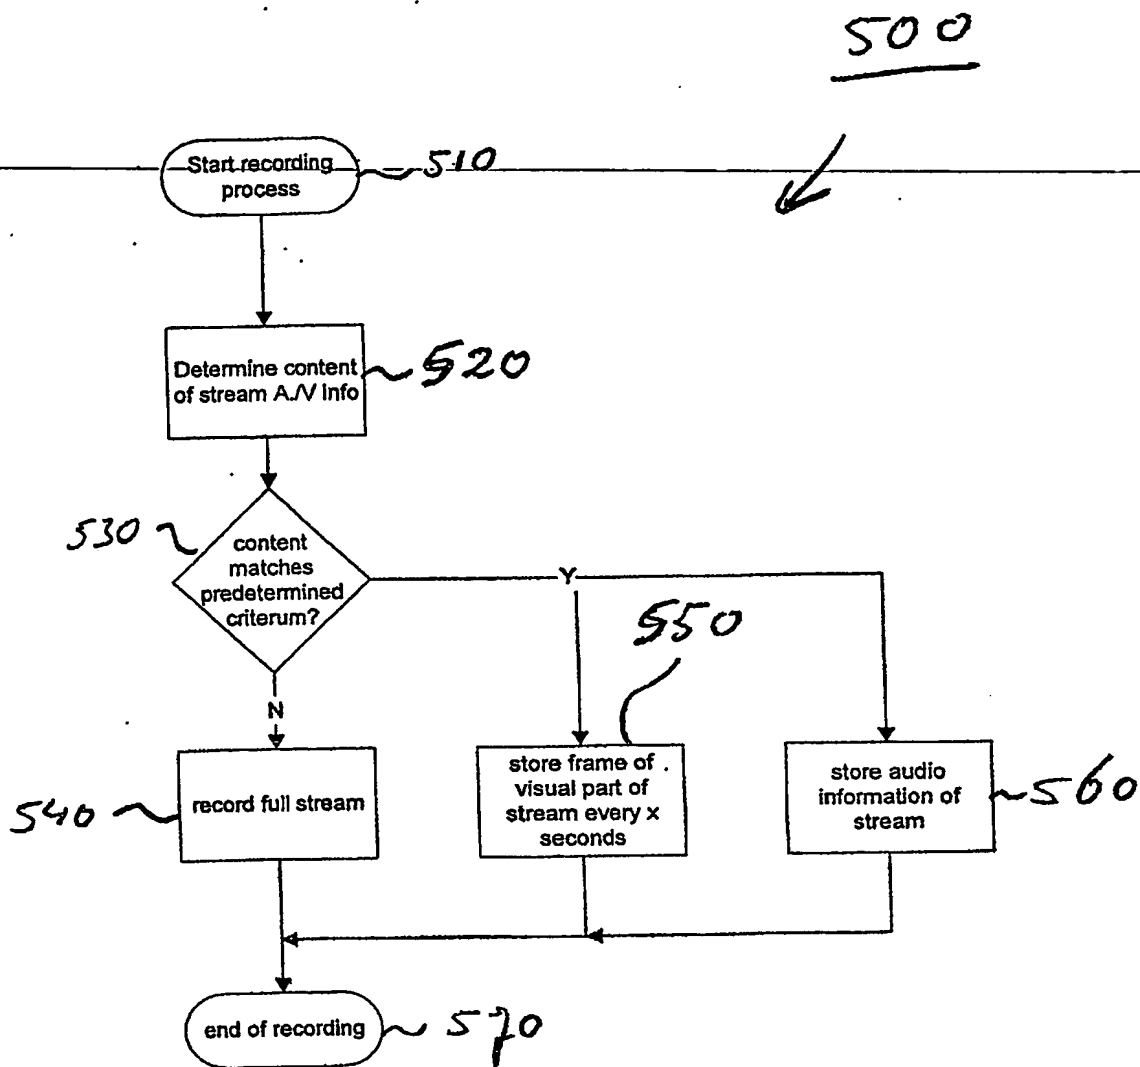 500
Start recording
process
510
Determine content
of stream A./V info
520
530
content
matches
predetermined
criterum?
Y
550
N
540
record full stream
store frame of
visual part of
stream every x
seconds
store audio
information of
stream
560
end of recording
570